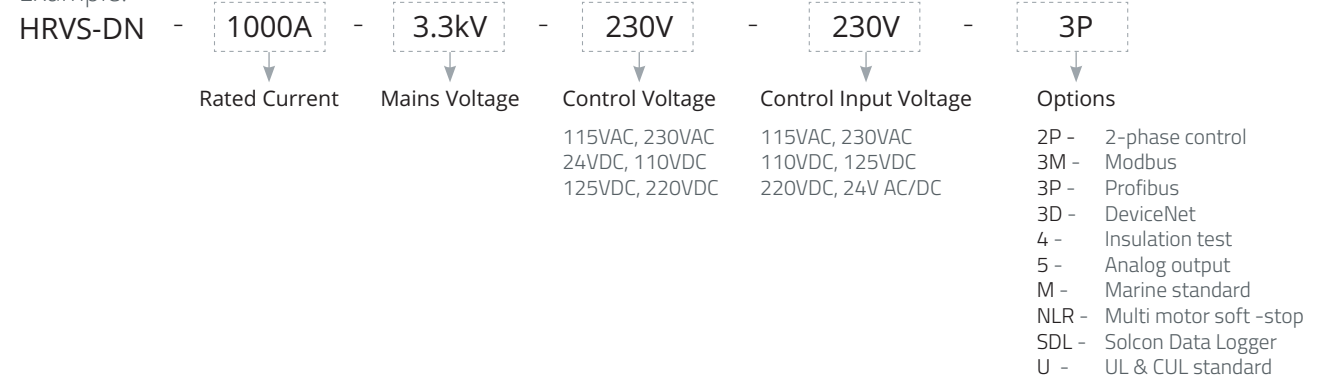 Example:
HRVS-DN - 1000A - 3.3kV - 230V - 230V - 3P
Rated Current Mains Voltage Control Voltage Control Input Voltage Options
115VAC, 230VAC 115VAC, 230VAC 2P - 2-phase control
24VDC, 110VDC 110VDC, 125VDC 3M - Modbus
125VDC, 220VDC 220VDC, 24V AC/DC 3P - Profibus
3D - DeviceNet
4 - Insulation test
5 - Analog output
M - Marine standard
NLR - Multi motor soft -stop
SDL - Solcon Data Logger
U - UL & CUL standard